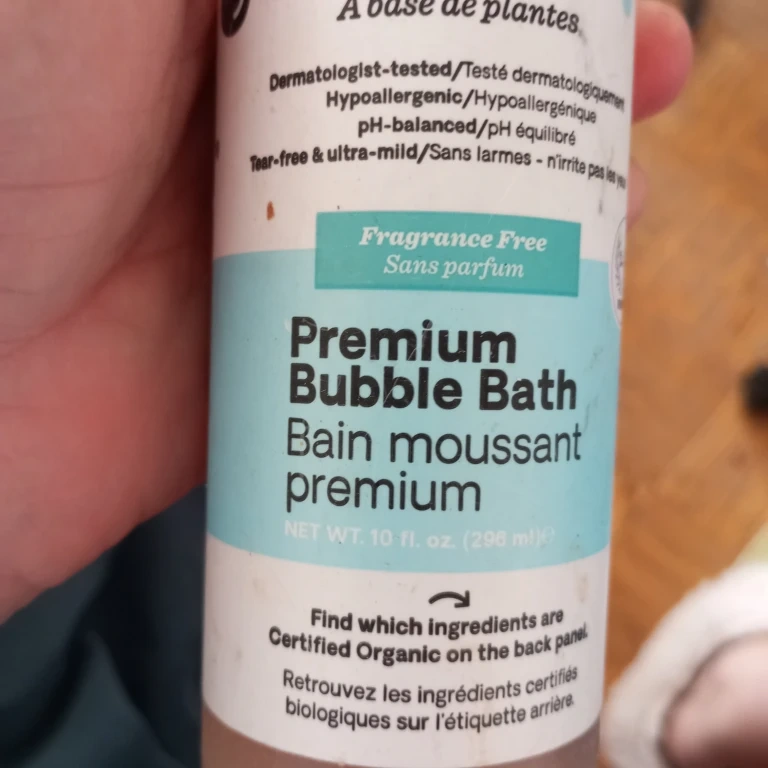 A base de plantes
Dermatologist-tested/Testé dermatologiquement
Hypoallergenic/Hypoallergénique
pH-balanced/pH équilibré
Tear-free & ultra-mild/Sans larmes - n'irrite pas les
Fragrance Free
Sans parfum
Premium
Bubble Bath
Bain moussant
premium
NET WT. 10 fl. oz. (296 ml)
Find which ingredients are
Certified Organic on the back panel.
Retrouvez les ingrédients certifiés
biologiques sur l'étiquette arrière.